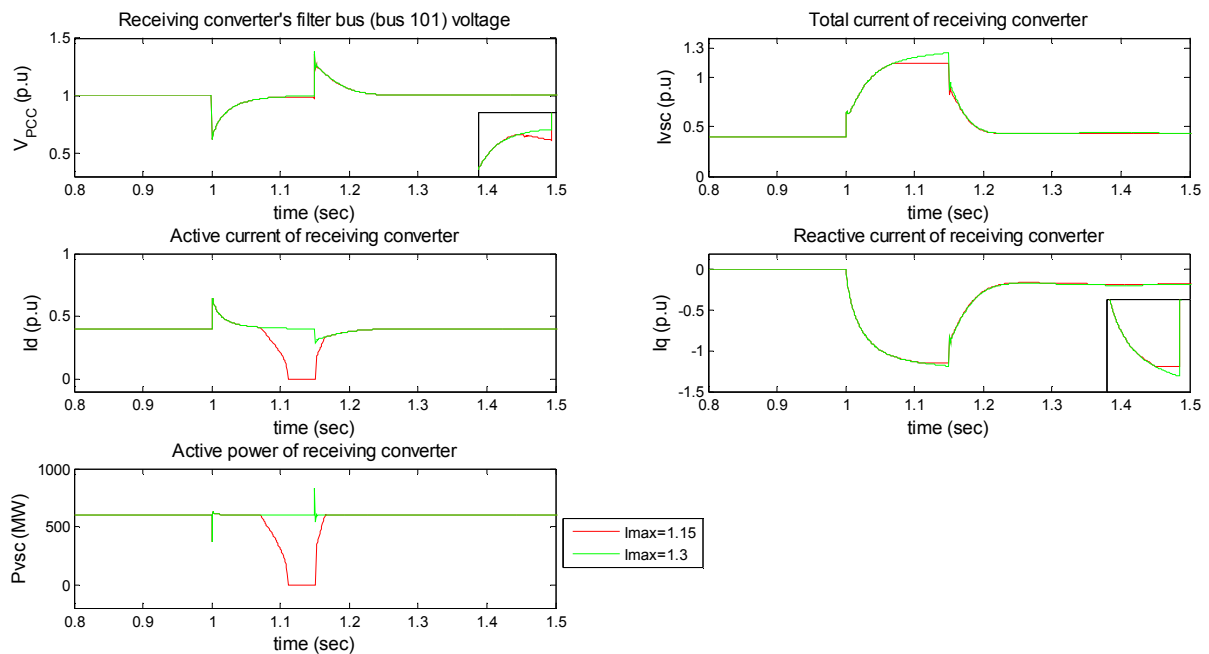 Receiving converter's filter bus (bus 101) voltage
1.5
1
0.5
V_PCC (p.u)
0.8 0.9 1 1.1 1.2 1.3 1.4 1.5
time (sec)
Total current of receiving converter
1.3
1
0.5
0
Ivsc (p.u)
0.8 0.9 1 1.1 1.2 1.3 1.4 1.5
time (sec)
Active current of receiving converter
1
0.5
0
Id (p.u)
0.8 0.9 1 1.1 1.2 1.3 1.4 1.5
time (sec)
Reactive current of receiving converter
0
-0.5
-1
-1.5
Iq (p.u)
0.8 0.9 1 1.1 1.2 1.3 1.4 1.5
time (sec)
Active power of receiving converter
1000
500
0
Pvsc (MW)
0.8 0.9 1 1.1 1.2 1.3 1.4 1.5
time (sec)
Imax=1.15
Imax=1.3